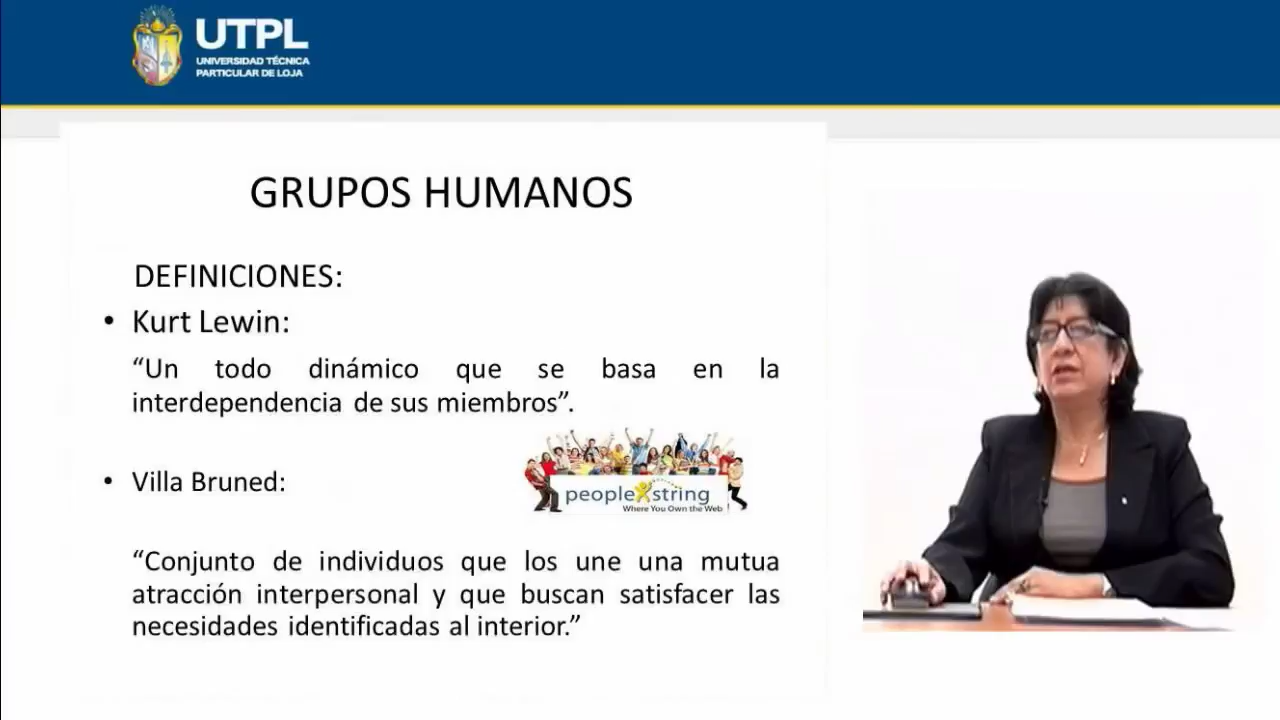 UTPL
UNIVERSIDAD TÉCNICA
PARTICULAR DE LOJA
GRUPOS HUMANOS
DEFINICIONES:
• Kurt Lewin:
“Un todo dinámico que se basa en la
interdependencia de sus miembros”.
• Villa Bruned:
people string
Where You Own the Web
“Conjunto de individuos que los une una mutua
atracción interpersonal y que buscan satisfacer las
necesidades identificadas al interior.”